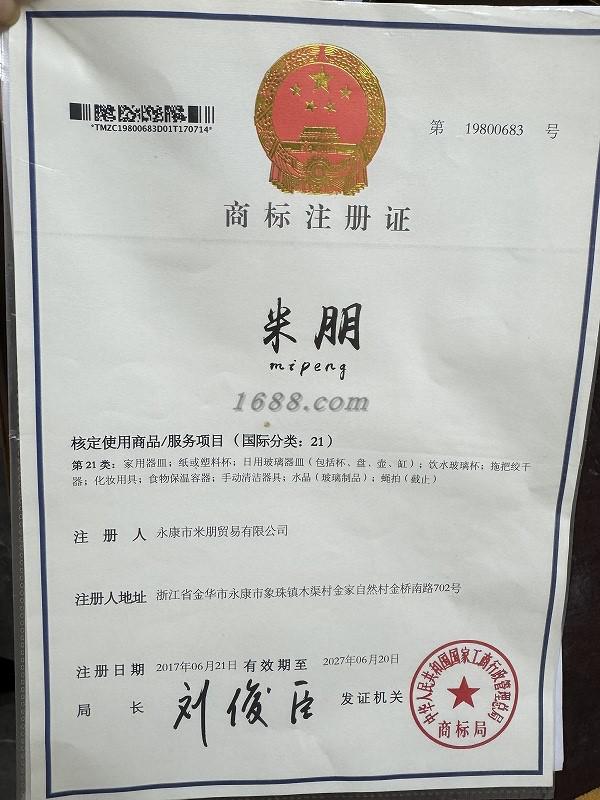 *TMZC19800683D01T170714*
第 19800683 号
商标注册证
米朋
mipeng
1688.com
核定使用商品/服务项目（国际分类：21）
第 21 类：家用器皿；纸或塑料杯；日用玻璃器皿（包括杯、盘、壶、缸）；饮水玻璃杯；拖把绞干
器；化妆用具；食物保温容器；手动清洁器具；水晶（玻璃制品）；蝇拍（截止）
注册人 永康市米朋贸易有限公司
注册人地址 浙江省金华市永康市象珠镇木渠村金家自然村金桥南路702号
注册日期 2017年06月21日 有效期至 2027年06月20日
局长 刘俊臣 发证机关
中华人民共和国国家工商行政管理总局
商标局